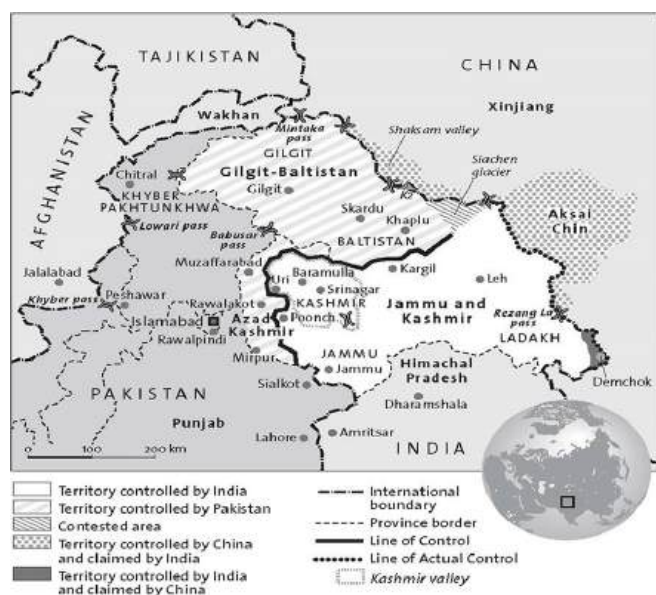 TAJIKISTAN
CHINA
Xinjiang
Wakhan
Mintaka
pass
Shaksam valley
AFGHANISTAN
GILGIT
Gilgit-Baltistan
Siachen
glacier
Chitral
Gilgit
K2
KHYBER
PAKHTUNKHWA
Skardu
Aksai
Chin
Khaplu
Lowari pass
Babusar
pass
BALTISTAN
Muzaffarabad
Kargil
Jalalabad
Uri
Baramulla
Leh
Srinagar
Khyber pass
Peshawar
Rawalakot
KASHMIR
Jammu and
Kashmir
Rezang La
pass
Islamabad
Azad
Kashmir
Poonch
LADAKH
Rawalpindi
Mirpur
JAMMU
Jammu
Himachal
Pradesh
Demchok
PAKISTAN
Sialkot
Dharamshala
Punjab
Lahore
Amritsar
INDIA
0 100 200 km
Territory controlled by India
Territory controlled by Pakistan
Contested area
Territory controlled by China
and claimed by India
Territory controlled by India
and claimed by China
International
boundary
Province border
Line of Control
Line of Actual Control
Kashmir valley